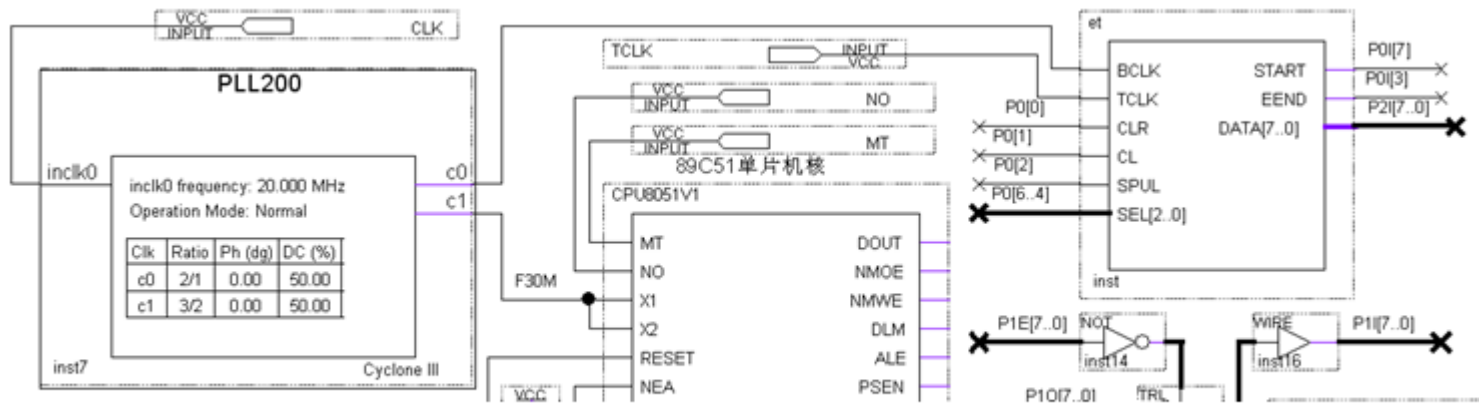 VCC
INPUT
CLK
PLL200
inclk0
inclk0 frequency: 20.000 MHz
Operation Mode: Normal
Clk Ratio Ph (dg) DC (%)
c0 2/1 0.00 50.00
c1 3/2 0.00 50.00
c0
c1
inst7
Cyclone III
F30M
TCLK
INPUT
VCC
VCC
INPUT
NO
VCC
INPUT
MT
89C51单片机核
CPU8051V1
MT
NO
X1
X2
RESET
NEA
DOUT
NMOE
NMWE
DLM
ALE
PSEN
VCC
et
BCLK
TCLK
CLR
CL
SPUL
SEL[2..0]
START
EEND
DATA[7..0]
inst
P0[0]
P0[1]
P0[2]
P0[6..4]
P0I[7]
P0I[3]
P2I[7..0]
P1E[7..0]
NOT
inst14
WIRE
inst16
P1I[7..0]
P1O[7..0]
TRI